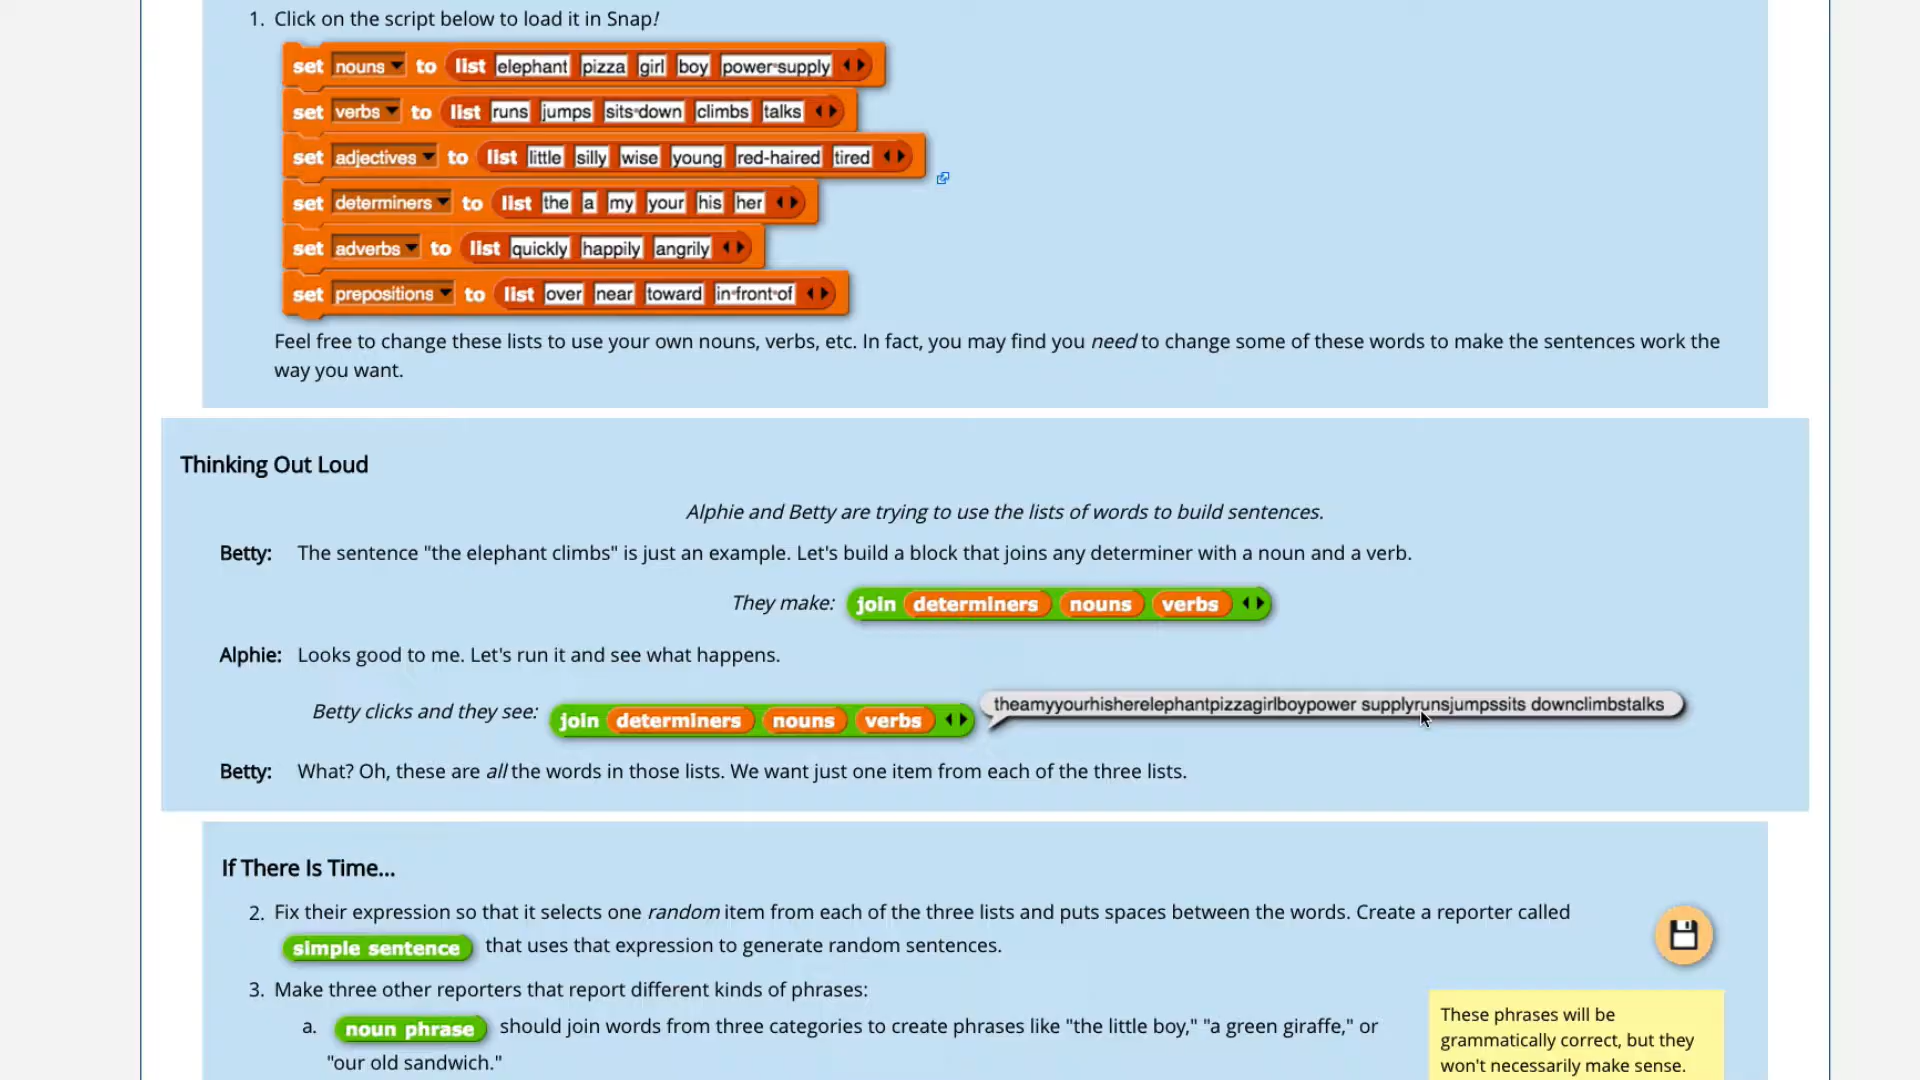 1. Click on the script below to load it in Snap!
set nouns to list elephant pizza girl boy power supply
set verbs to list runs jumps sits down climbs talks
set adjectives to list little silly wise young red-haired tired
set determiners to list the a my your his her
set adverbs to list quickly happily angrily
set prepositions to list over near toward in front of
Feel free to change these lists to use your own nouns, verbs, etc. In fact, you may find you need to change some of these words to make the sentences work the
way you want.
Thinking Out Loud
Alphie and Betty are trying to use the lists of words to build sentences.
Betty: The sentence "the elephant climbs" is just an example. Let's build a block that joins any determiner with a noun and a verb.
They make: join determiners nouns verbs
Alphie: Looks good to me. Let's run it and see what happens.
Betty clicks and they see: join determiners nouns verbs theamyyourhisherelephantpizzagirlboypower supplyrunsjumpssits downclimbstalks
Betty: What? Oh, these are all the words in those lists. We want just one item from each of the three lists.
If There Is Time...
2. Fix their expression so that it selects one random item from each of the three lists and puts spaces between the words. Create a reporter called
simple sentence that uses that expression to generate random sentences.
3. Make three other reporters that report different kinds of phrases:
a. noun phrase should join words from three categories to create phrases like "the little boy," "a green giraffe," or
"our old sandwich."
These phrases will be
grammatically correct, but they
won't necessarily make sense.